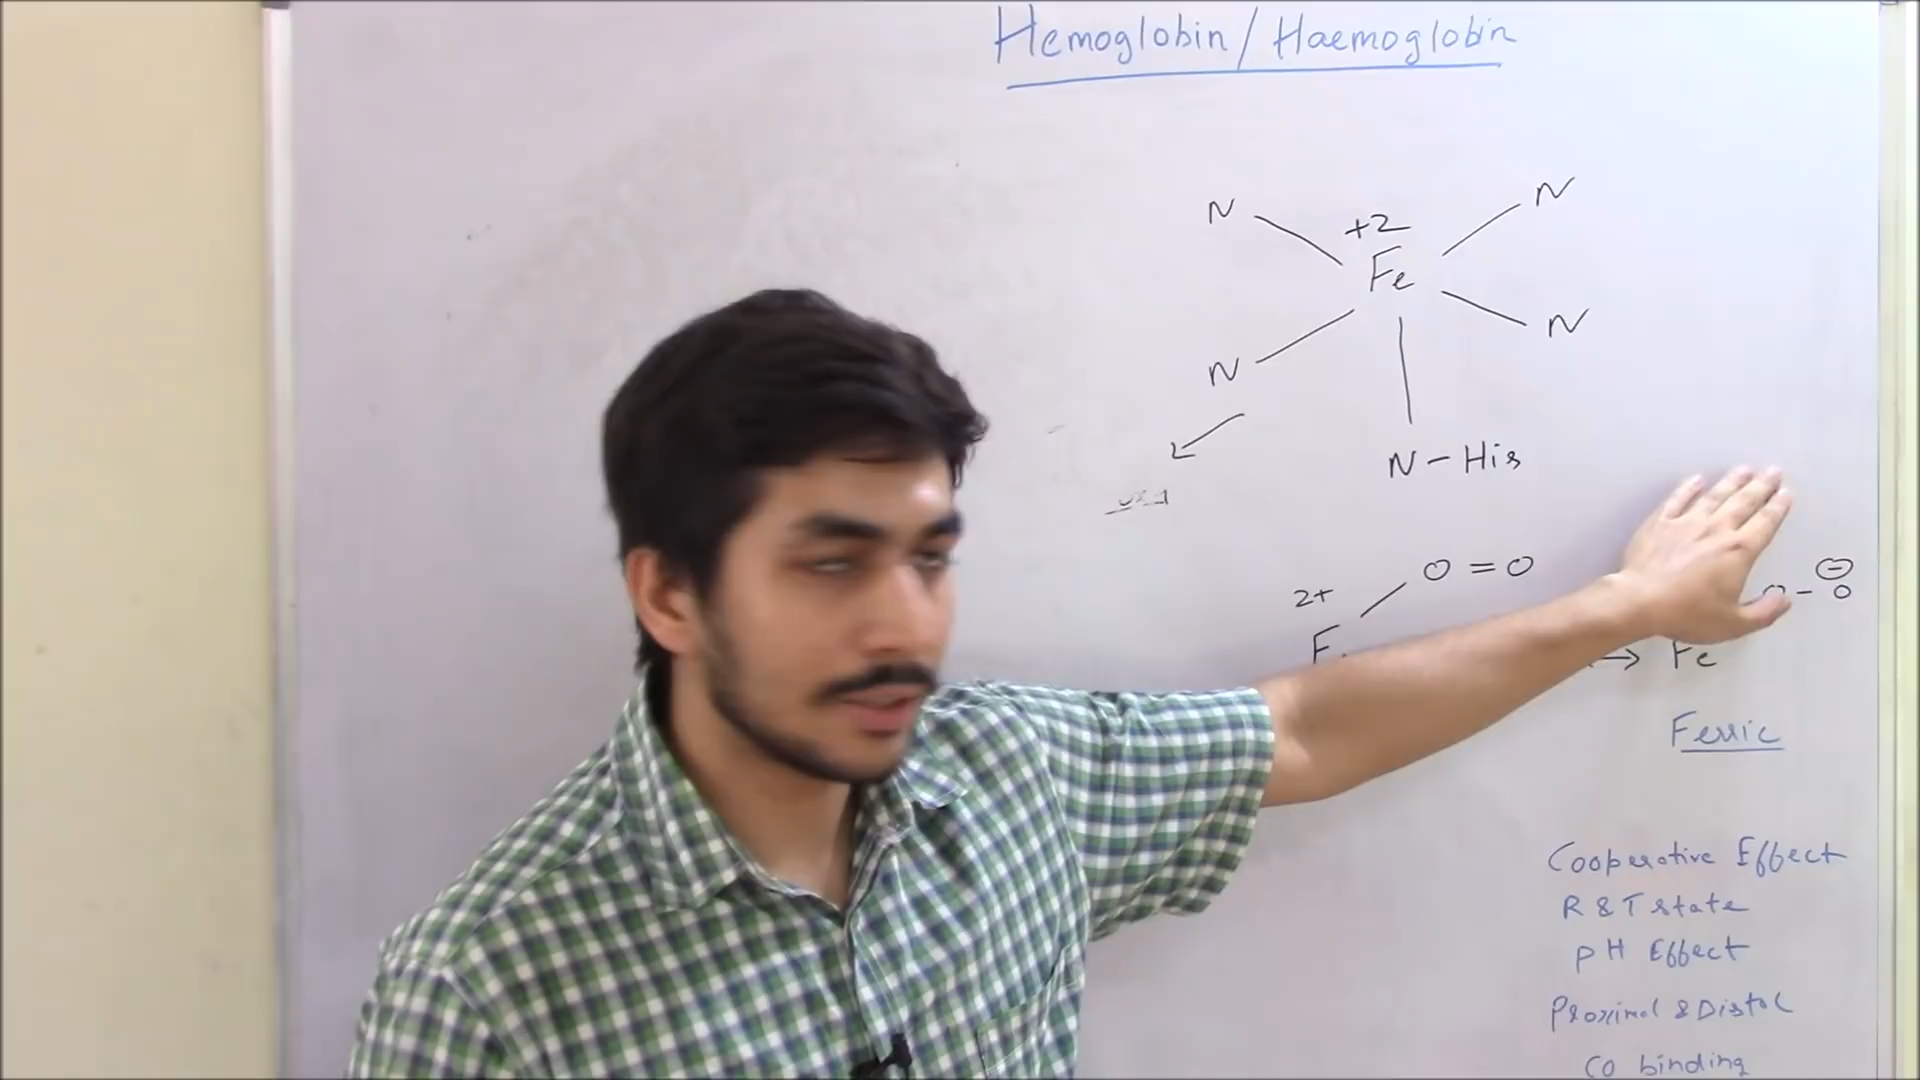 Hemoglobin / Haemoglobin
N N
+2
Fe
N N
N - His
2+ O = O
⊖
O - O
F → Fe
Ferric
Cooperative Effect
R & T state
pH Effect
Proximal & Distal
CO binding